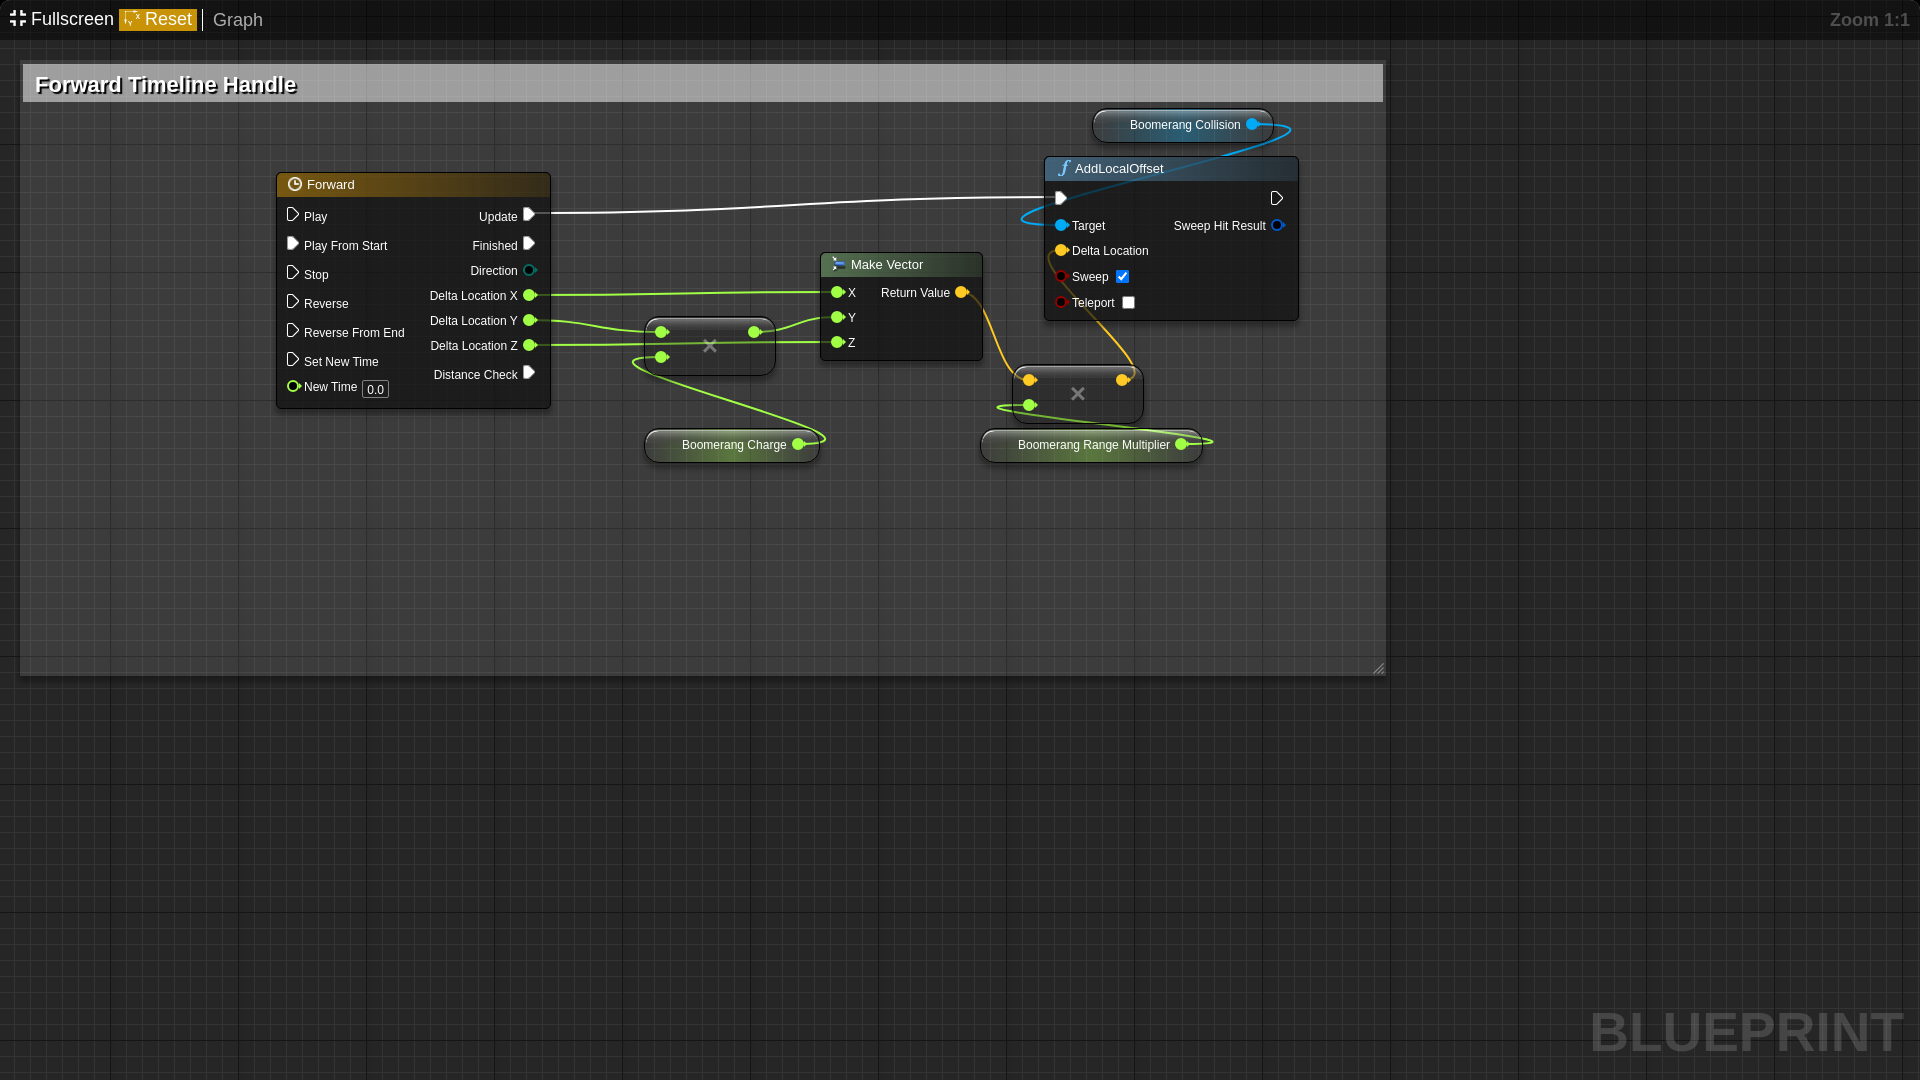 Fullscreen Reset Graph Zoom 1:1
Forward Timeline Handle
Boomerang Collision
Forward
Play
Play From Start
Stop
Reverse
Reverse From End
Set New Time
New Time 0.0
Update
Finished
Direction
Delta Location X
Delta Location Y
Delta Location Z
Distance Check
Boomerang Charge
Make Vector
X
Y
Z
Return Value
Boomerang Range Multiplier
AddLocalOffset
Target
Delta Location
Sweep
Teleport
Sweep Hit Result
BLUEPRINT